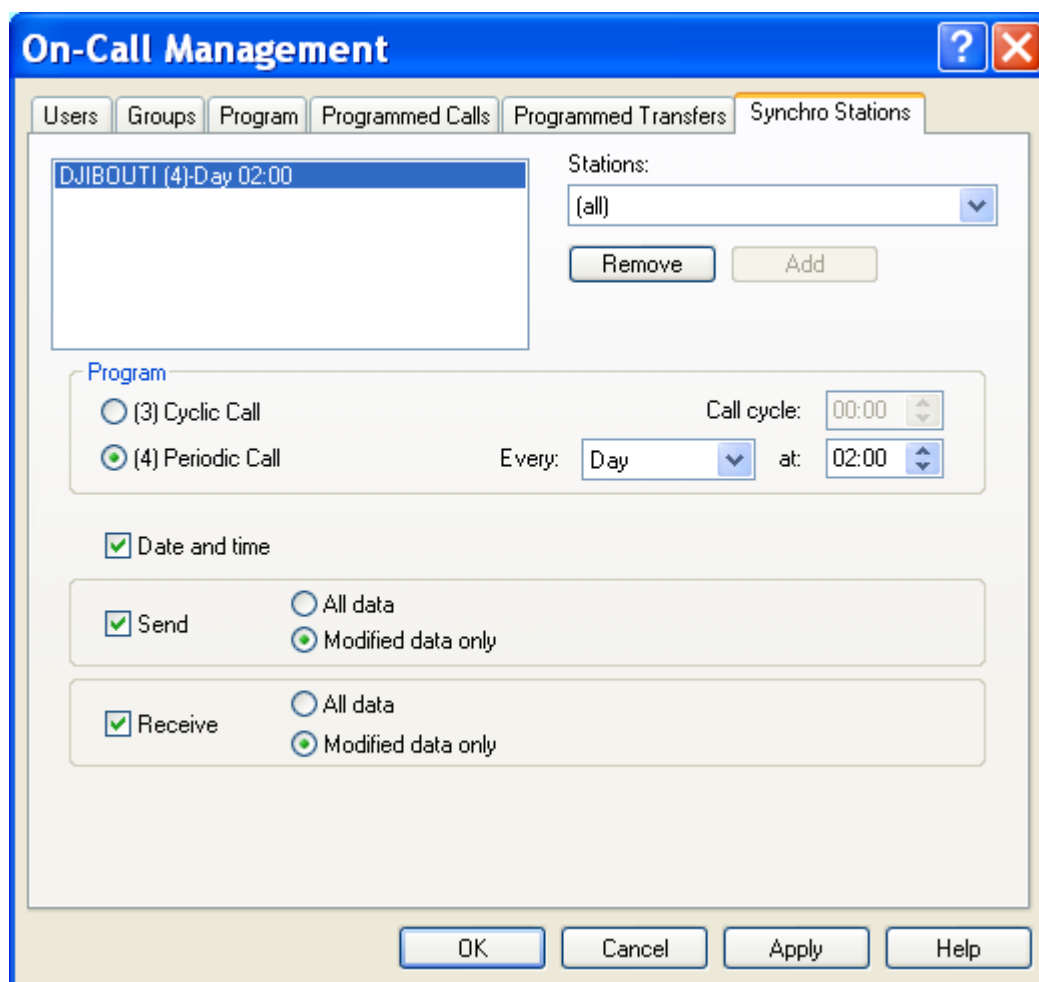 On-Call Management
Users Groups Program Programmed Calls Programmed Transfers Synchro Stations
DJIBOUTI (4)-Day 02:00
Stations:
(all)
Remove Add
Program
(3) Cyclic Call Call cycle: 00:00
(4) Periodic Call Every: Day at: 02:00
Date and time
Send
All data
Modified data only
Receive
All data
Modified data only
OK Cancel Apply Help